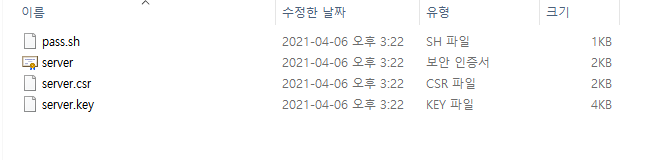 이름 수정한 날짜 유형 크기
pass.sh 2021-04-06 오후 3:22 SH 파일 1KB
server 2021-04-06 오후 3:22 보안 인증서 2KB
server.csr 2021-04-06 오후 3:22 CSR 파일 2KB
server.key 2021-04-06 오후 3:22 KEY 파일 4KB